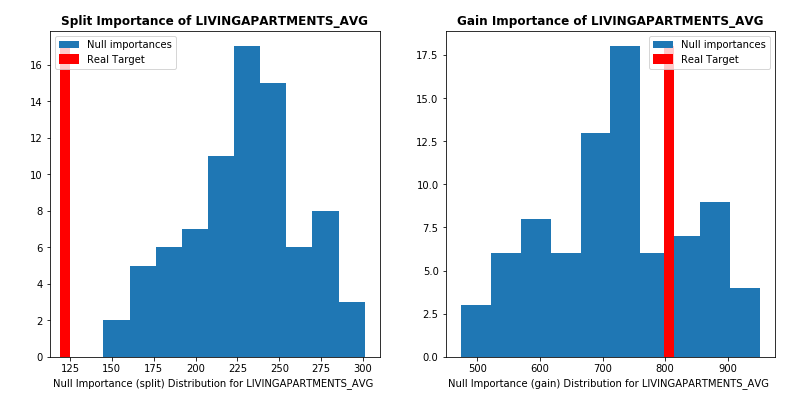 Split Importance of LIVINGAPARTMENTS_AVG
Null importances
Real Target
16
14
12
10
8
6
4
2
0
125 150 175 200 225 250 275 300
Null Importance (split) Distribution for LIVINGAPARTMENTS_AVG
Gain Importance of LIVINGAPARTMENTS_AVG
Null importances
Real Target
17.5
15.0
12.5
10.0
7.5
5.0
2.5
0.0
500 600 700 800 900
Null Importance (gain) Distribution for LIVINGAPARTMENTS_AVG